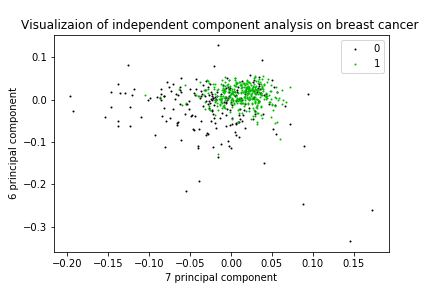 Visualizaion of independent component analysis on breast cancer
0
1
0.1
0.0
−0.1
−0.2
−0.3
6 principal component
−0.20 −0.15 −0.10 −0.05 0.00 0.05 0.10 0.15
7 principal component